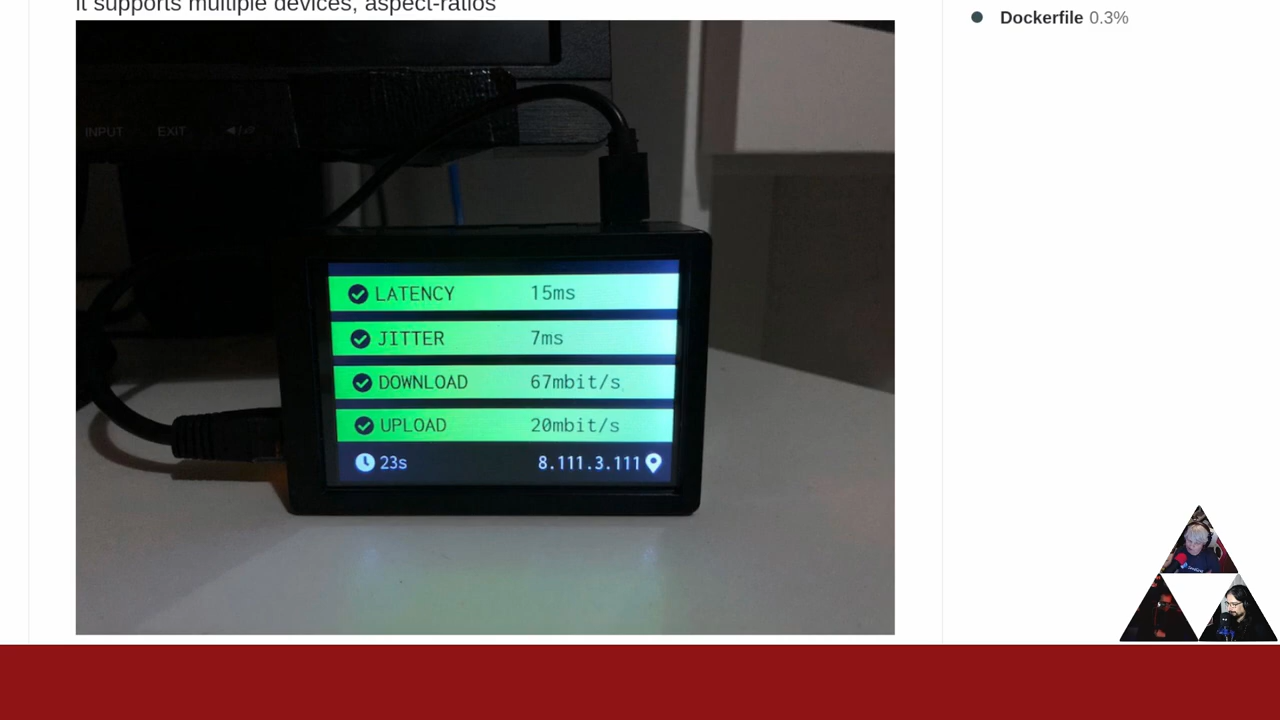 it supports multiple devices, aspect-ratios
Dockerfile 0.3%
INPUT EXIT
LATENCY 15ms
JITTER 7ms
DOWNLOAD 67mbit/s
UPLOAD 20mbit/s
23s 8.111.3.111